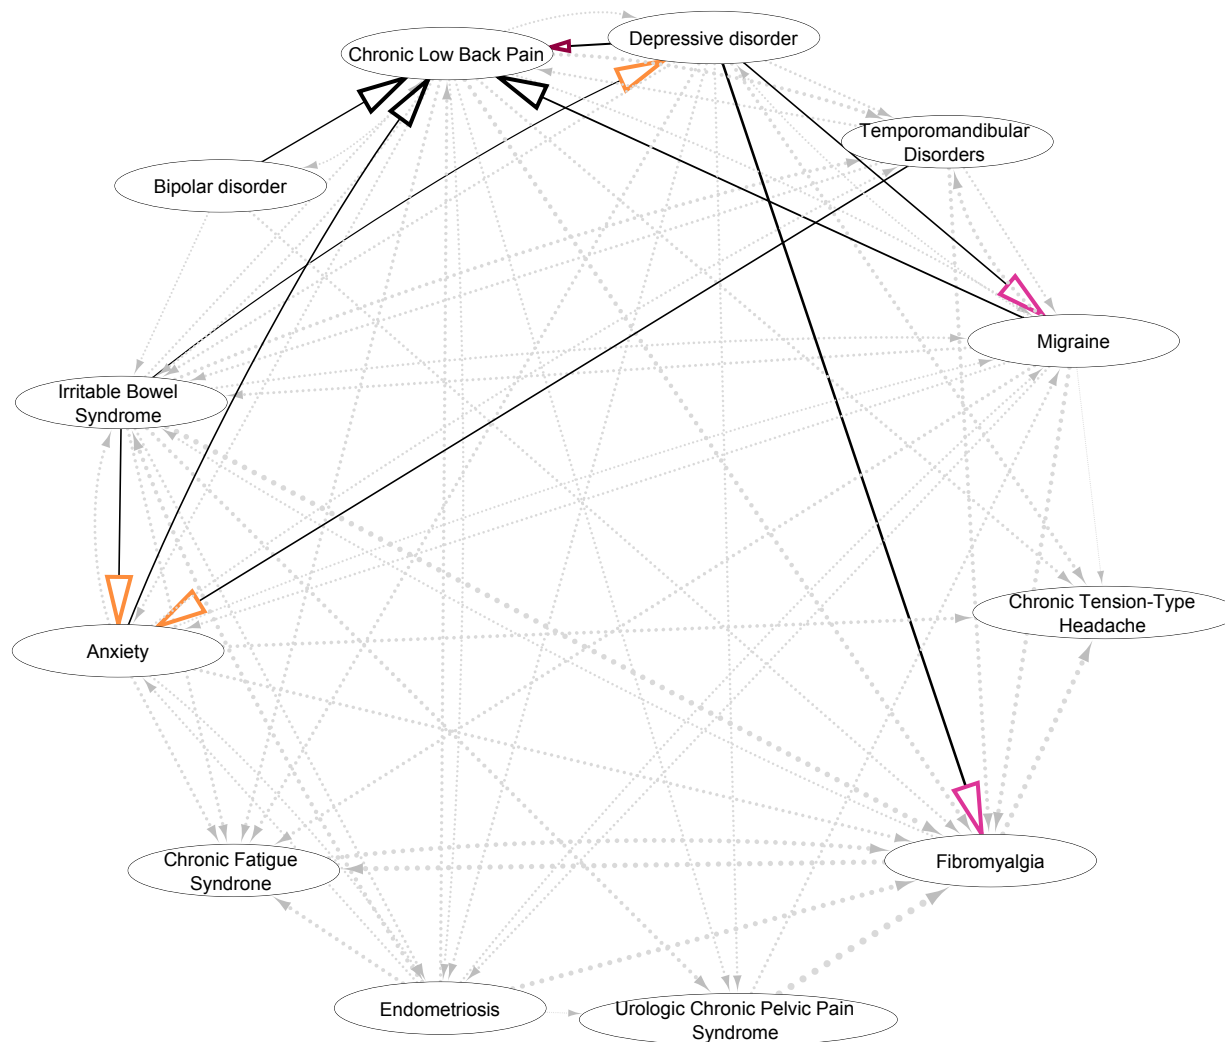 Depressive disorder
Chronic Low Back Pain
Temporomandibular
Disorders
Bipolar disorder
Migraine
Irritable Bowel
Syndrome
Chronic Tension-Type
Headache
Anxiety
Chronic Fatigue
Syndrone
Fibromyalgia
Endometriosis
Urologic Chronic Pelvic Pain
Syndrome